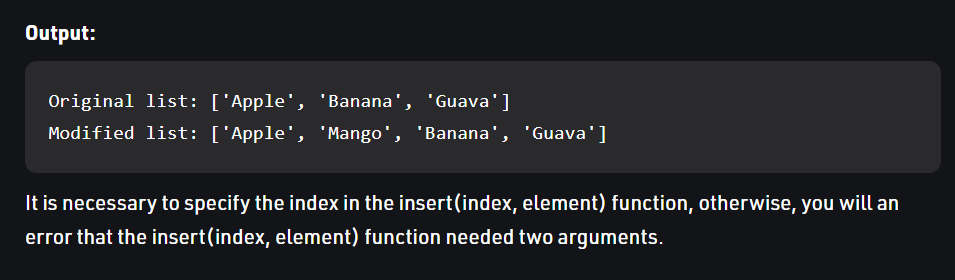 Output:
Original list: ['Apple', 'Banana', 'Guava']
Modified list: ['Apple', 'Mango', 'Banana', 'Guava']
It is necessary to specify the index in the insert(index, element) function, otherwise, you will an
error that the insert(index, element) function needed two arguments.